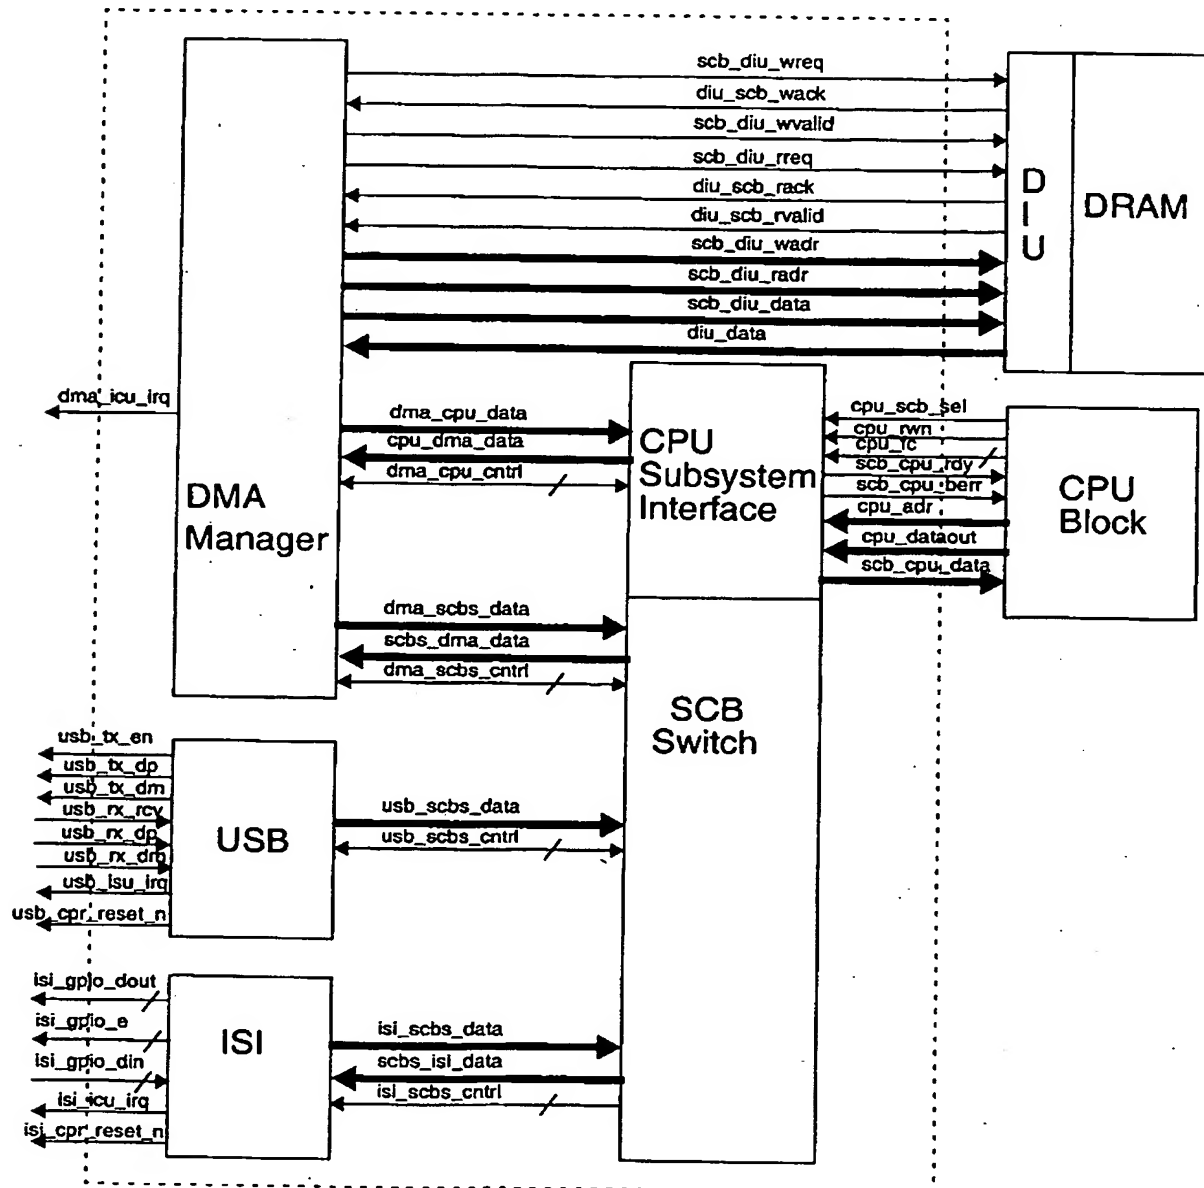 scb_diu_wreq
diu_scb_wack
scb_diu_wvalid
scb_diu_rreq
diu_scb_rack
diu_scb_rvalid
scb_diu_wadr
scb_diu_radr
scb_diu_data
diu_data
DIU
DRAM
dma_icu_irq
DMA
Manager
dma_cpu_data
cpu_dma_data
dma_cpu_cntrl
CPU
Subsystem
Interface
cpu_scb_sel
cpu_rwn
cpu_rc
scb_cpu_rdy
scb_cpu_berr
cpu_adr
cpu_dataout
scb_cpu_data
CPU
Block
dma_scbs_data
scbs_dma_data
dma_scbs_cntrl
SCB
Switch
usb_tx_en
usb_tx_dp
usb_tx_dm
usb_rx_rcv
usb_rx_dp
usb_rx_dm
usb_isu_irq
usb_cpr_reset_n
USB
usb_scbs_data
usb_scbs_cntrl
isi_gpio_dout
isi_gpio_e
isi_gpio_din
isi_icu_irq
isi_cpr_reset_n
ISI
isi_scbs_data
scbs_isi_data
isi_scbs_cntrl